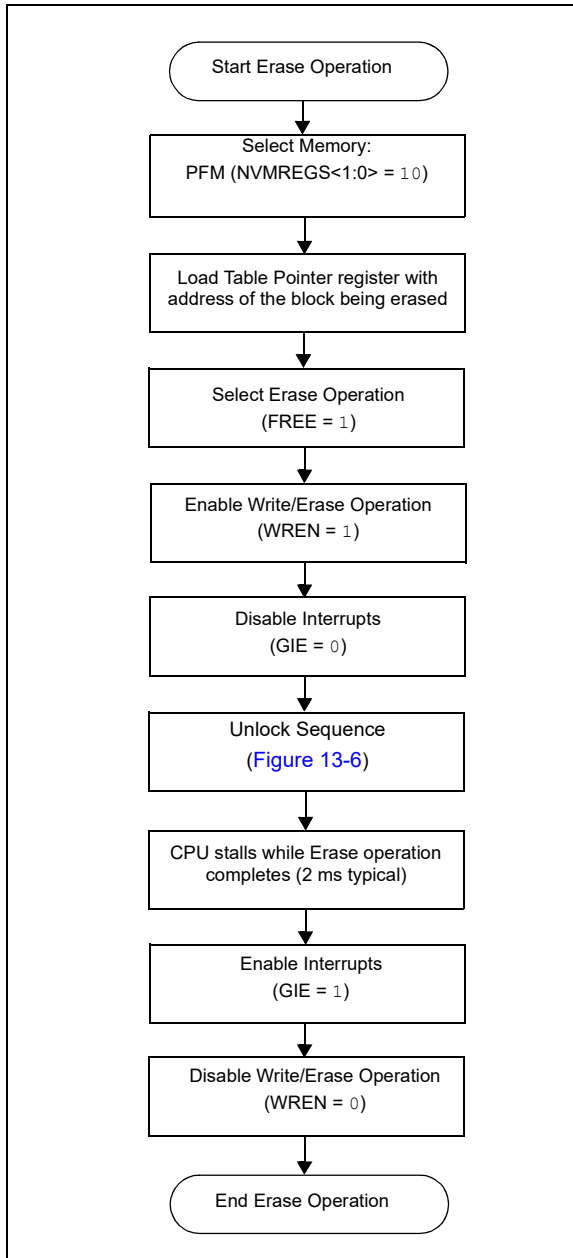 Start Erase Operation
Select Memory:
PFM (NVMREGS<1:0> = 10)
Load Table Pointer register with
address of the block being erased
Select Erase Operation
(FREE = 1)
Enable Write/Erase Operation
(WREN = 1)
Disable Interrupts
(GIE = 0)
Unlock Sequence
(Figure 13-6)
CPU stalls while Erase operation
completes (2 ms typical)
Enable Interrupts
(GIE = 1)
Disable Write/Erase Operation
(WREN = 0)
End Erase Operation